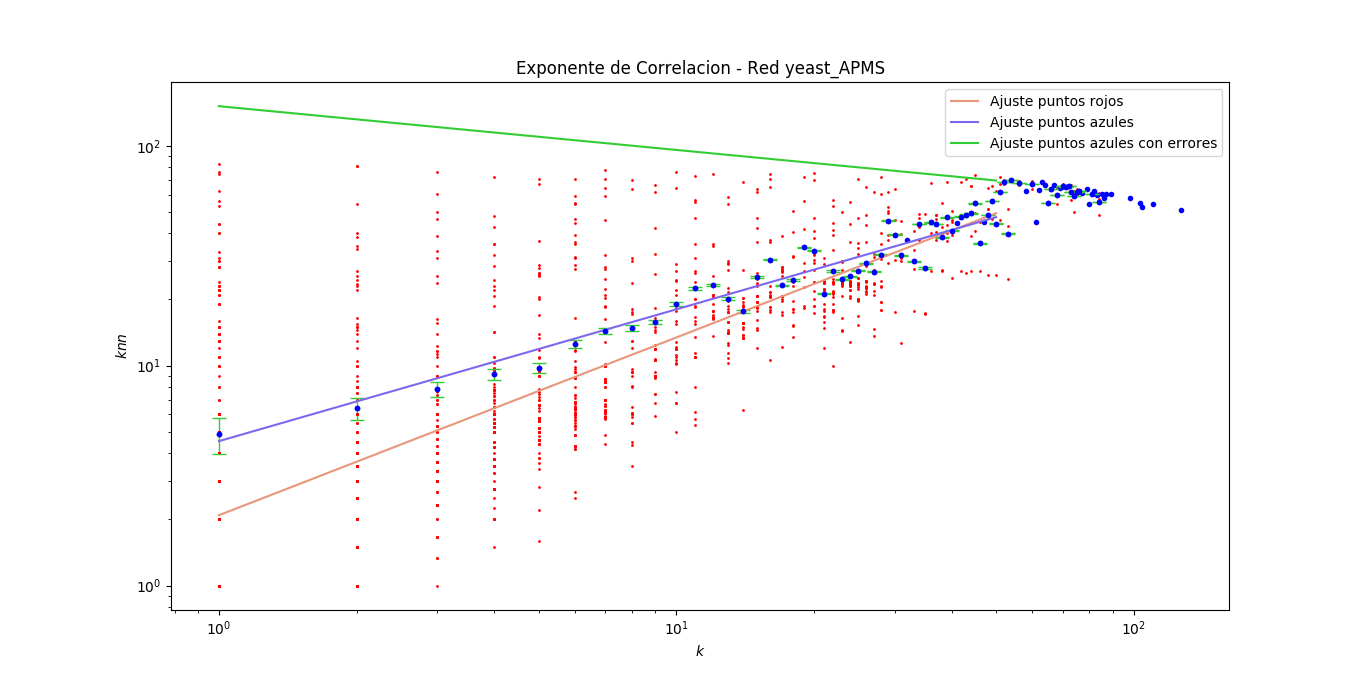 Exponente de Correlacion - Red yeast_APMS
Ajuste puntos rojos
Ajuste puntos azules
Ajuste puntos azules con errores
10²
10¹
10⁰
knn
10⁰ 10¹ 10²
k